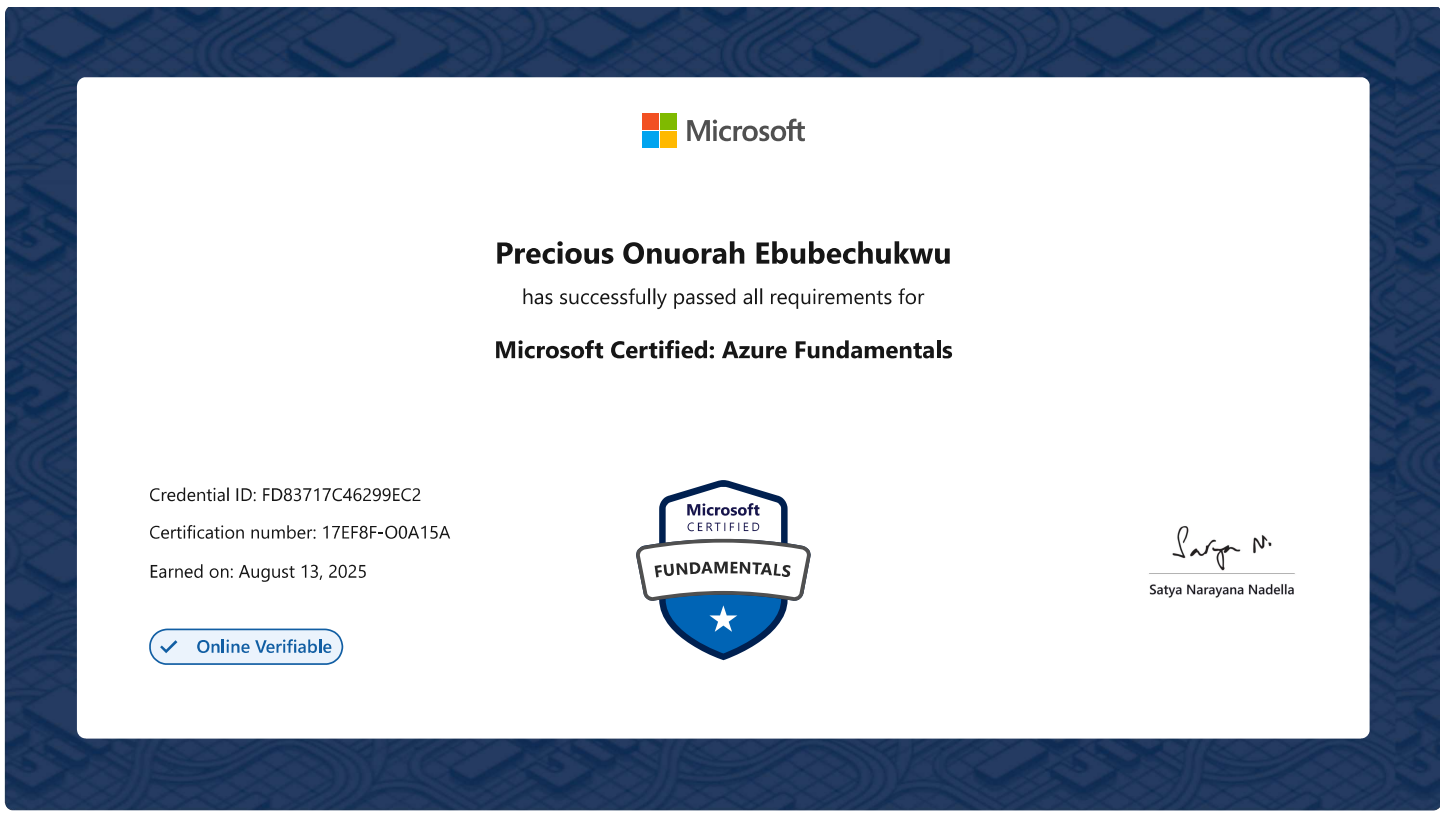 Microsoft
Precious Onuorah Ebubechukwu
has successfully passed all requirements for
Microsoft Certified: Azure Fundamentals
Credential ID: FD83717C46299EC2
Certification number: 17EF8F-O0A15A
Earned on: August 13, 2025
Online Verifiable
Microsoft
CERTIFIED
FUNDAMENTALS
Satya N.
Satya Narayana Nadella